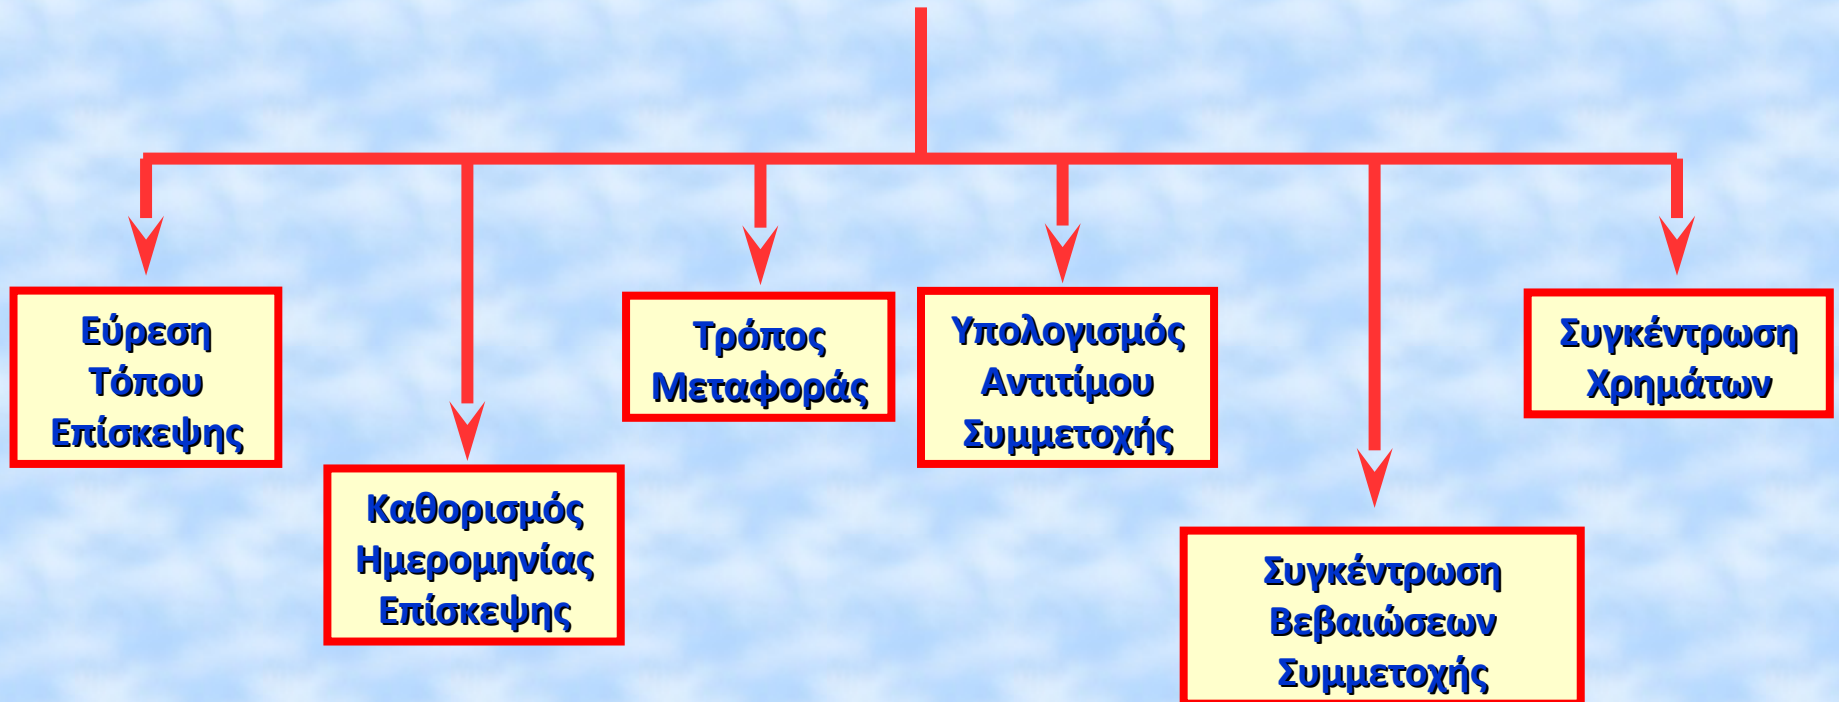 Εύρεση
Τόπου
Επίσκεψης
Καθορισμός
Ημερομηνίας
Επίσκεψης
Τρόπος
Μεταφοράς
Υπολογισμός
Αντιτίμου
Συμμετοχής
Συγκέντρωση
Βεβαιώσεων
Συμμετοχής
Συγκέντρωση
Χρημάτων